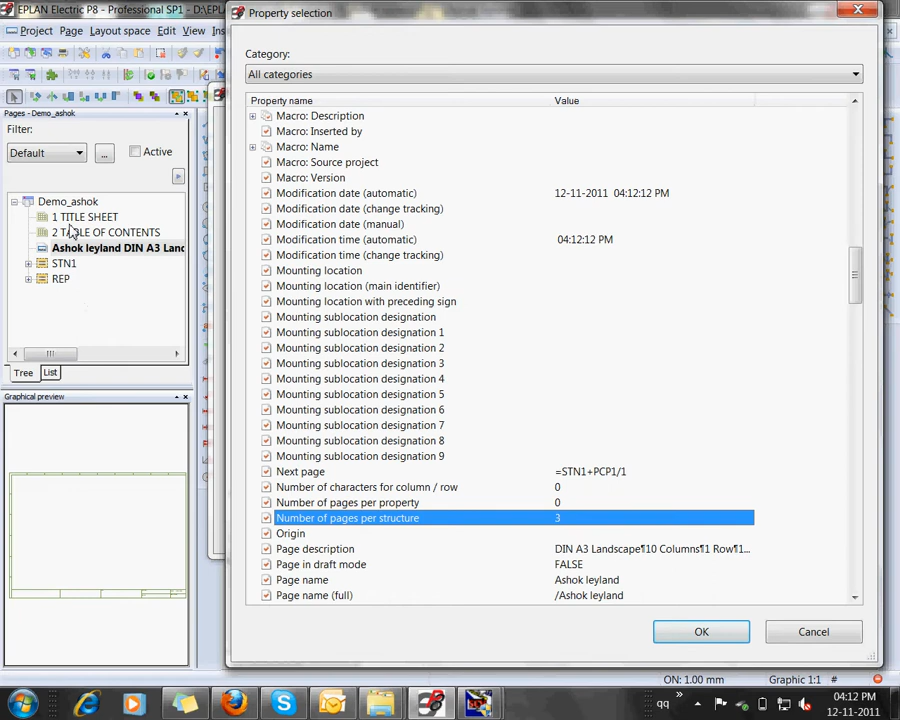 EPLAN Electric P8 - Professional SP1 - D:\EPL
Property selection
Project Page Layout space Edit View Ins
Category:
All categories
Property name Value
Pages - Demo_ashok
Filter:
Default ... Active
Demo_ashok
1 TITLE SHEET
2 TABLE OF CONTENTS
Ashok leyland DIN A3 Land
STN1
REP
Tree List
Graphical preview
Macro: Description
Macro: Inserted by
Macro: Name
Macro: Source project
Macro: Version
Modification date (automatic) 12-11-2011 04:12:12 PM
Modification date (change tracking)
Modification date (manual)
Modification time (automatic) 04:12:12 PM
Modification time (change tracking)
Mounting location
Mounting location (main identifier)
Mounting location with preceding sign
Mounting sublocation designation
Mounting sublocation designation 1
Mounting sublocation designation 2
Mounting sublocation designation 3
Mounting sublocation designation 4
Mounting sublocation designation 5
Mounting sublocation designation 6
Mounting sublocation designation 7
Mounting sublocation designation 8
Mounting sublocation designation 9
Next page =STN1+PCP1/1
Number of characters for column / row 0
Number of pages per property 0
Number of pages per structure 3
Origin
Page description DIN A3 Landscape¶10 Columns¶1 Row¶1...
Page in draft mode FALSE
Page name Ashok leyland
Page name (full) /Ashok leyland
OK Cancel
ON: 1.00 mm Graphic 1:1 #
qq 04:12 PM
12-11-2011